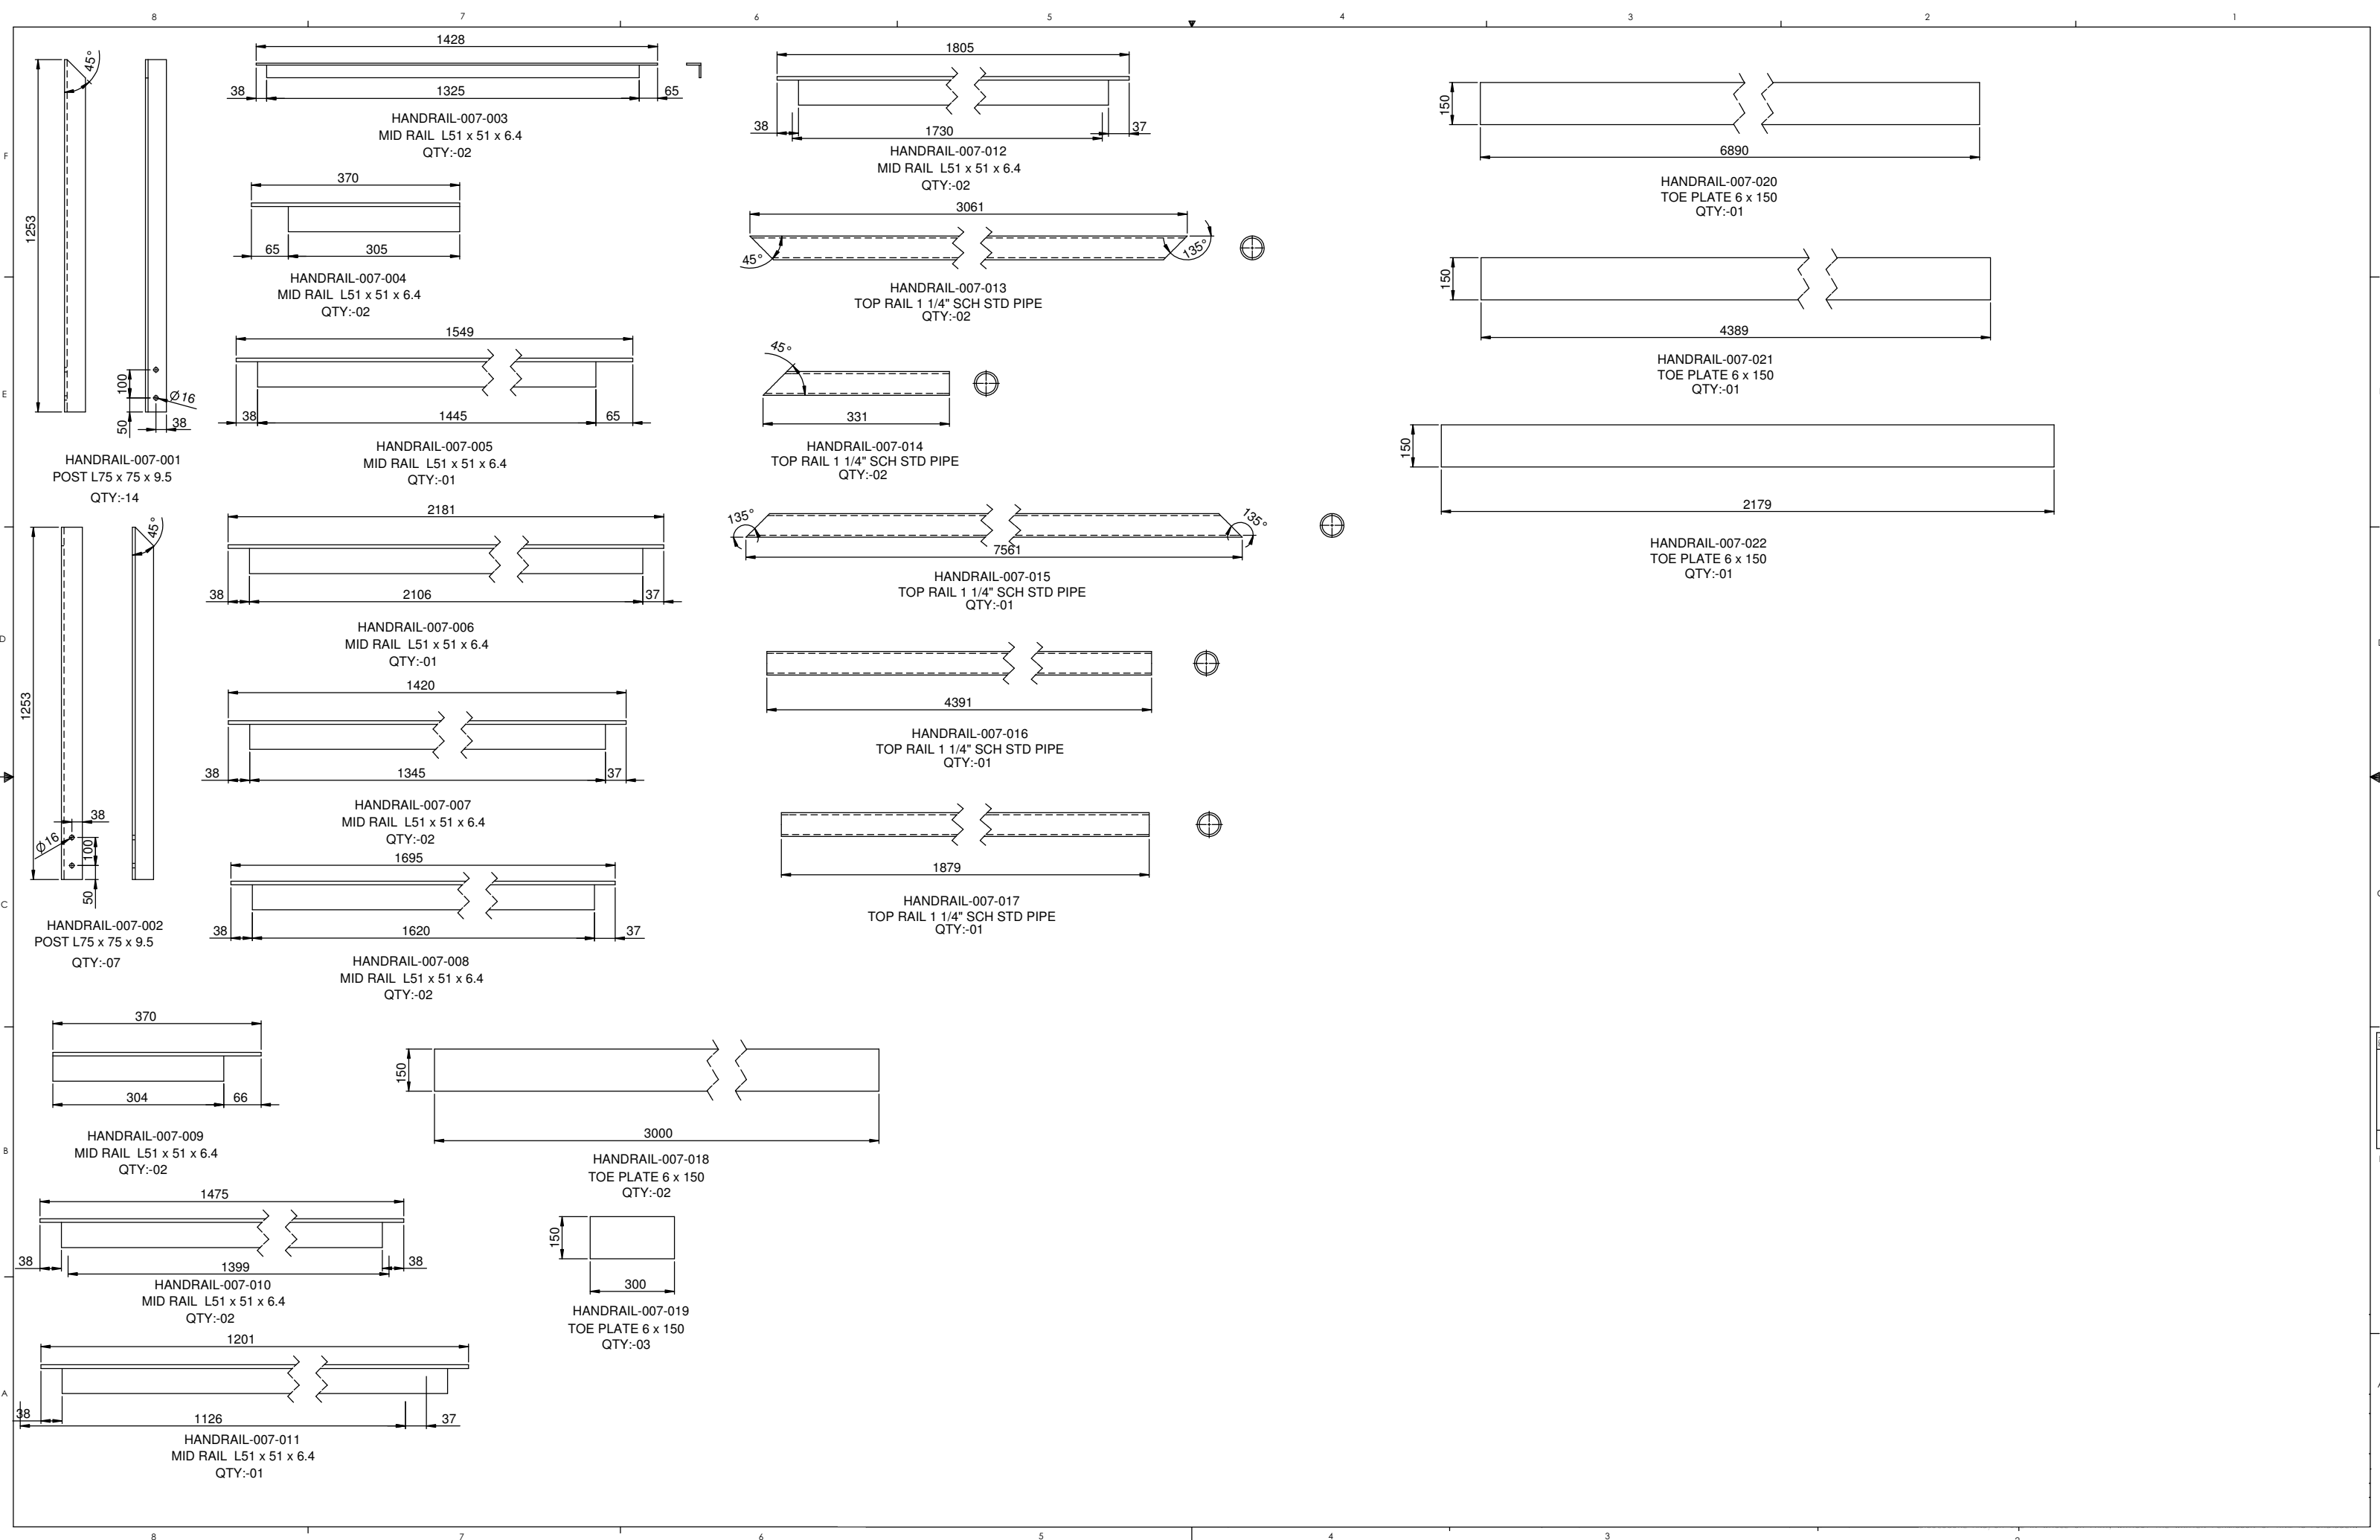 8 7 6 5 4 3 2 1
F
E
D
C
B
A
1253
45°
100
50
Ø16
38
HANDRAIL-007-001
POST L75 x 75 x 9.5
QTY:-14
1253
45°
38
Ø16
100
50
HANDRAIL-007-002
POST L75 x 75 x 9.5
QTY:-07
1428
38
1325
65
HANDRAIL-007-003
MID RAIL L51 x 51 x 6.4
QTY:-02
370
65
305
HANDRAIL-007-004
MID RAIL L51 x 51 x 6.4
QTY:-02
1549
38
1445
65
HANDRAIL-007-005
MID RAIL L51 x 51 x 6.4
QTY:-01
2181
38
2106
37
HANDRAIL-007-006
MID RAIL L51 x 51 x 6.4
QTY:-01
1420
38
1345
37
HANDRAIL-007-007
MID RAIL L51 x 51 x 6.4
QTY:-02
1695
38
1620
37
HANDRAIL-007-008
MID RAIL L51 x 51 x 6.4
QTY:-02
370
304
66
HANDRAIL-007-009
MID RAIL L51 x 51 x 6.4
QTY:-02
1475
38
1399
38
HANDRAIL-007-010
MID RAIL L51 x 51 x 6.4
QTY:-02
1201
38
1126
37
HANDRAIL-007-011
MID RAIL L51 x 51 x 6.4
QTY:-01
1805
38
1730
37
HANDRAIL-007-012
MID RAIL L51 x 51 x 6.4
QTY:-02
3061
45°
135°
HANDRAIL-007-013
TOP RAIL 1 1/4" SCH STD PIPE
QTY:-02
45°
331
HANDRAIL-007-014
TOP RAIL 1 1/4" SCH STD PIPE
QTY:-02
135°
135°
7561
HANDRAIL-007-015
TOP RAIL 1 1/4" SCH STD PIPE
QTY:-01
4391
HANDRAIL-007-016
TOP RAIL 1 1/4" SCH STD PIPE
QTY:-01
1879
HANDRAIL-007-017
TOP RAIL 1 1/4" SCH STD PIPE
QTY:-01
150
3000
HANDRAIL-007-018
TOE PLATE 6 x 150
QTY:-02
150
300
HANDRAIL-007-019
TOE PLATE 6 x 150
QTY:-03
150
6890
HANDRAIL-007-020
TOE PLATE 6 x 150
QTY:-01
150
4389
HANDRAIL-007-021
TOE PLATE 6 x 150
QTY:-01
150
2179
HANDRAIL-007-022
TOE PLATE 6 x 150
QTY:-01
8 7 6 5 4 3